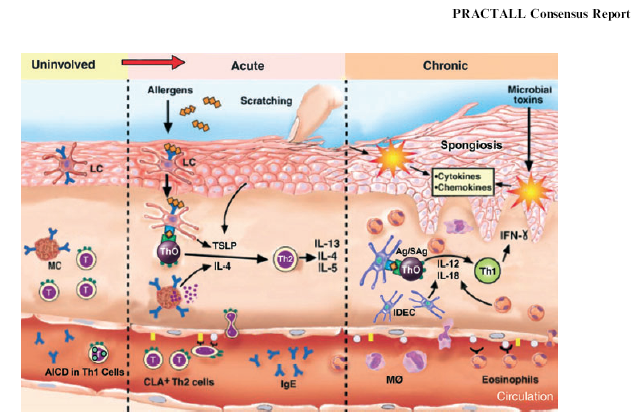 PRACTALL Consensus Report
Uninvolved
Acute
Chronic
Allergens
Scratching
Microbial
toxins
LC
LC
Spongiosis
•Cytokines
•Chemokines
IFN-ɣ
MC
T
T
T
ThO
TSLP
IL-4
Th2
IL-13
IL-4
IL-5
Ag/SAg
ThO
IL-12
IL-18
Th1
IDEC
AICD in Th1 Cells
T
T
CLA+ Th2 cells
IgE
MØ
Eosinophils
Circulation